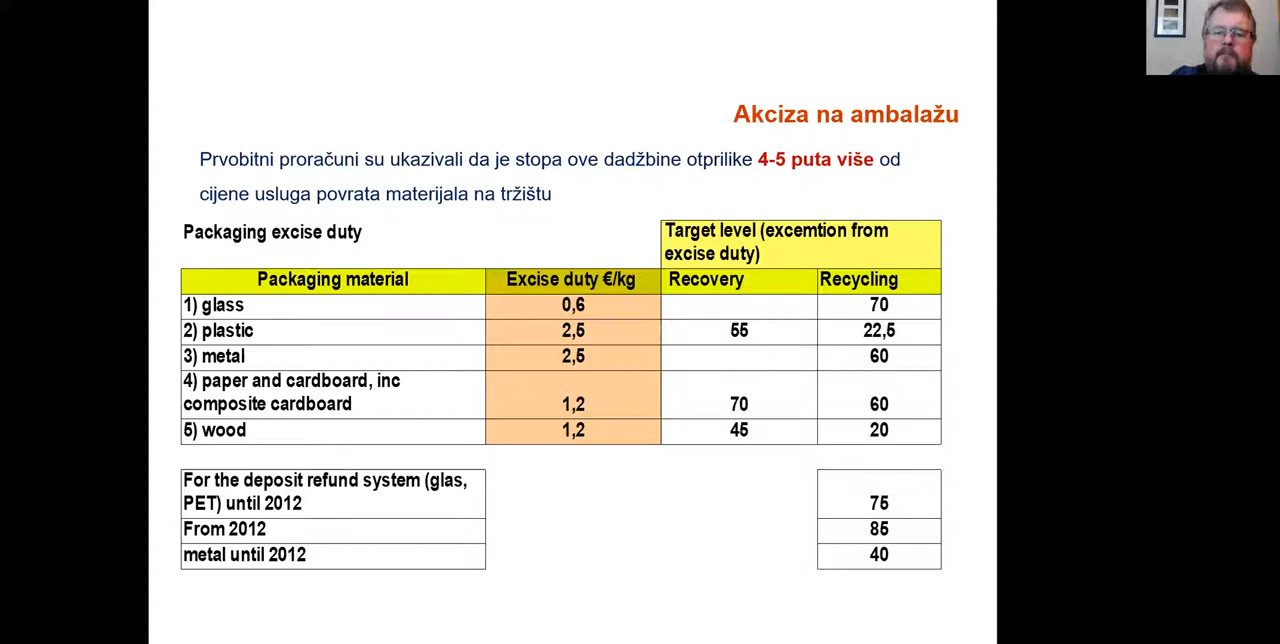 Akciza na ambalažu
Prvobitni proračuni su ukazivali da je stopa ove dadžbine otprilike 4-5 puta više od
cijene usluga povrata materijala na tržištu
Packaging excise duty
Target level (excemtion from
excise duty)
Packaging material Excise duty €/kg Recovery Recycling
1) glass 0,6 70
2) plastic 2,5 55 22,5
3) metal 2,5 60
4) paper and cardboard, inc
composite cardboard 1,2 70 60
5) wood 1,2 45 20
For the deposit refund system (glas,
PET) until 2012 75
From 2012 85
metal until 2012 40